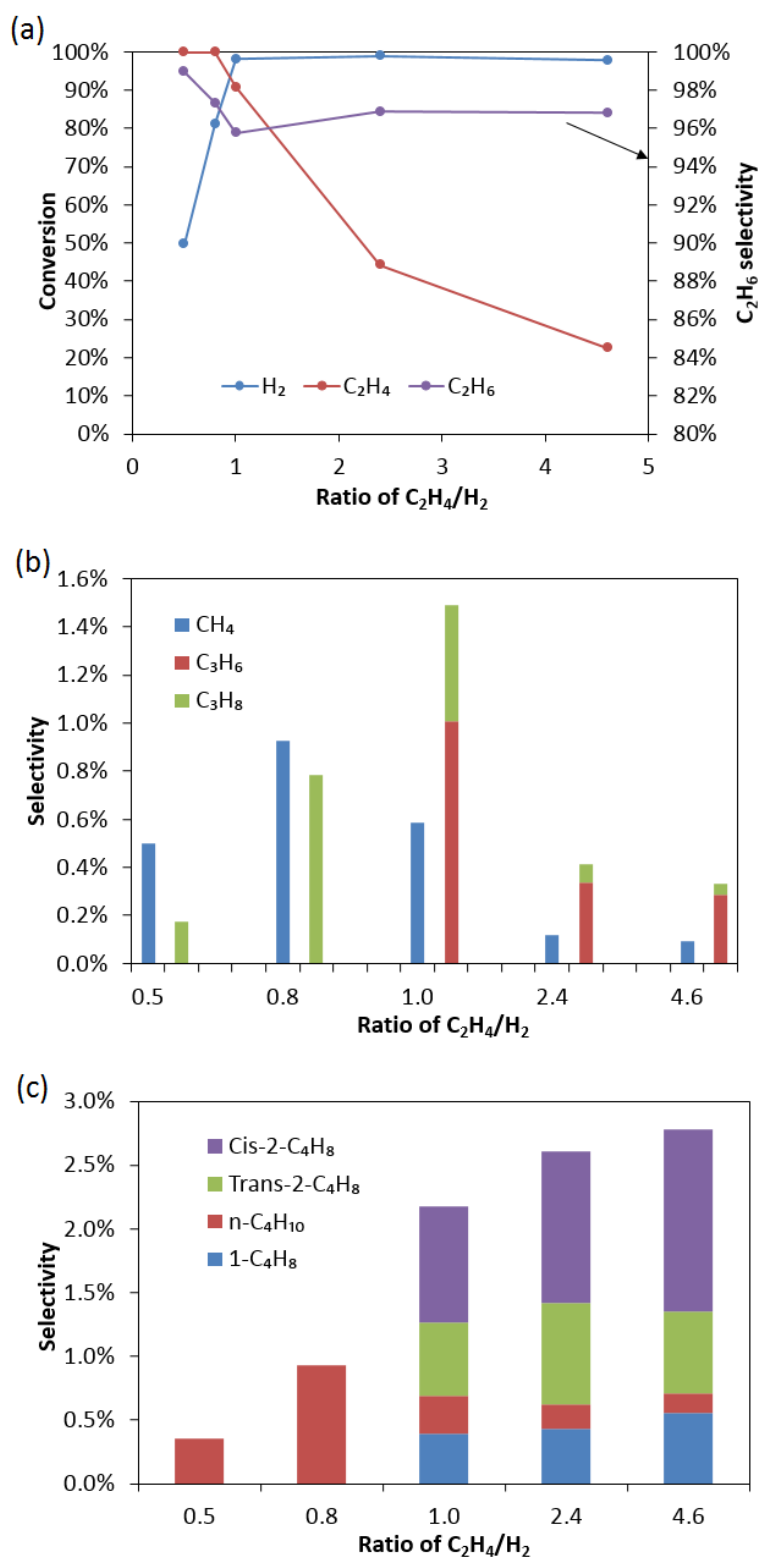 (a)
100%
90%
80%
70%
60%
50%
40%
30%
20%
10%
0%
Conversion
100%
98%
96%
94%
92%
90%
88%
86%
84%
82%
80%
C₂H₆ selectivity
H₂ C₂H₄ C₂H₆
0 1 2 3 4 5
Ratio of C₂H₄/H₂
(b)
1.6%
1.4%
1.2%
1.0%
0.8%
0.6%
0.4%
0.2%
0.0%
Selectivity
CH₄
C₃H₆
C₃H₈
0.5 0.8 1.0 2.4 4.6
Ratio of C₂H₄/H₂
(c)
3.0%
2.5%
2.0%
1.5%
1.0%
0.5%
0.0%
Selectivity
Cis-2-C₄H₈
Trans-2-C₄H₈
n-C₄H₁₀
1-C₄H₈
0.5 0.8 1.0 2.4 4.6
Ratio of C₂H₄/H₂